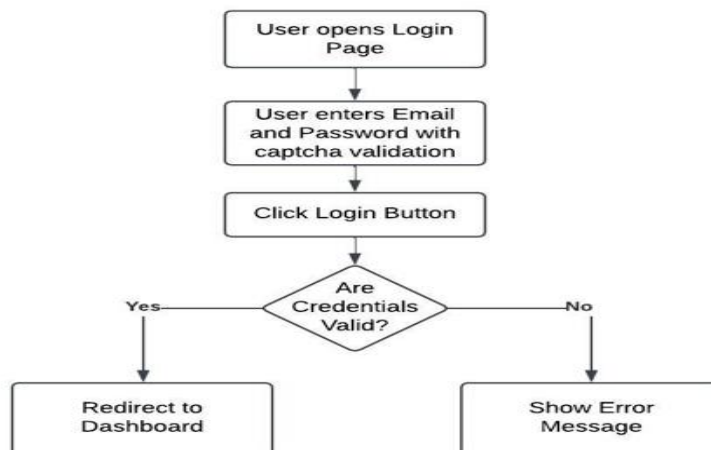 User opens Login
Page
User enters Email
and Password with
captcha validation
Click Login Button
Are
Credentials
Valid?
Yes
No
Redirect to
Dashboard
Show Error
Message